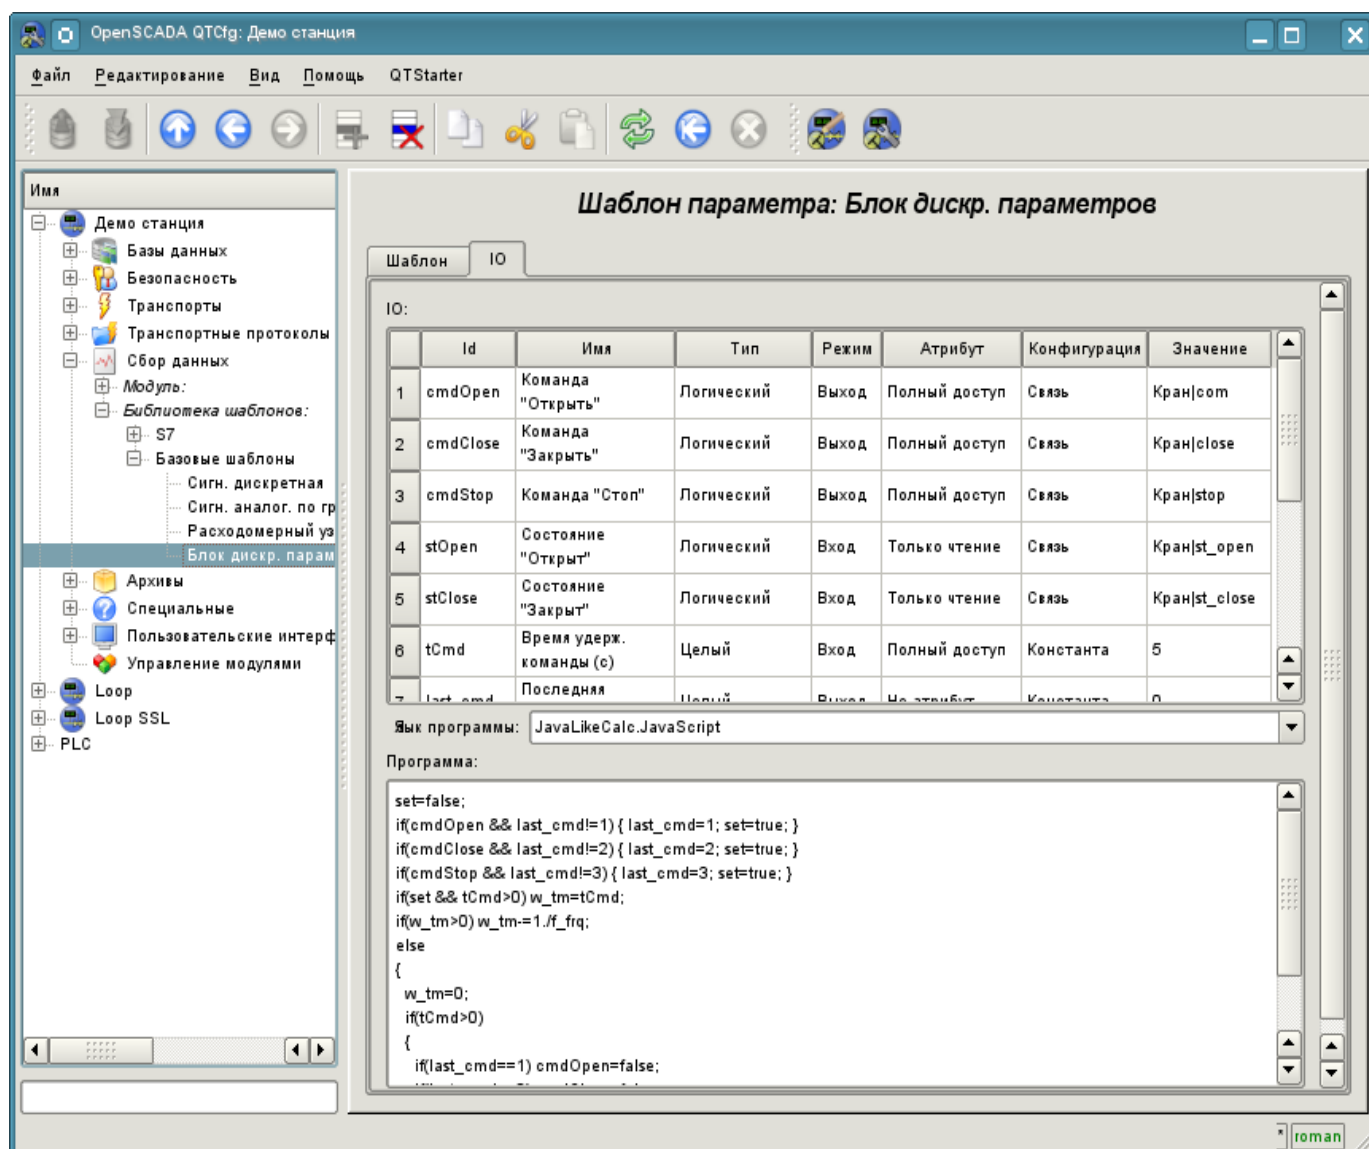 OpenSCADA QTCfg: Демо станция
Файл Редактирование Вид Помощь QTStarter
Имя
Демо станция
Базы данных
Безопасность
Транспорты
Транспортные протоколы
Сбор данных
Модуль:
Библиотека шаблонов:
S7
Базовые шаблоны
Сигн. дискретная
Сигн. аналог. по гр
Расходомерный уз
Блок дискр. парам
Архивы
Специальные
Пользовательские интерф
Управление модулями
Loop
Loop SSL
PLC
Шаблон параметра: Блок дискр. параметров
Шаблон IO
IO:
Id Имя Тип Режим Атрибут Конфигурация Значение
1 cmdOpen Команда "Открыть" Логический Выход Полный доступ Связь Кран|com
2 cmdClose Команда "Закрыть" Логический Выход Полный доступ Связь Кран|close
3 cmdStop Команда "Стоп" Логический Выход Полный доступ Связь Кран|stop
4 stOpen Состояние "Открыт" Логический Вход Только чтение Связь Кран|st_open
5 stClose Состояние "Закрыт" Логический Вход Только чтение Связь Кран|st_close
6 tCmd Время удерж. команды (с) Целый Вход Полный доступ Константа 5
7 last_cmd Последняя Целый Выход Не атрибут Константа 0
Язык программы: JavaLikeCalc.JavaScript
Программа:
set=false;
if(cmdOpen && last_cmd!=1) { last_cmd=1; set=true; }
if(cmdClose && last_cmd!=2) { last_cmd=2; set=true; }
if(cmdStop && last_cmd!=3) { last_cmd=3; set=true; }
if(set && tCmd>0) w_tm=tCmd;
if(w_tm>0) w_tm-=1./f_frq;
else
{
w_tm=0;
if(tCmd>0)
{
if(last_cmd==1) cmdOpen=false;
* roman